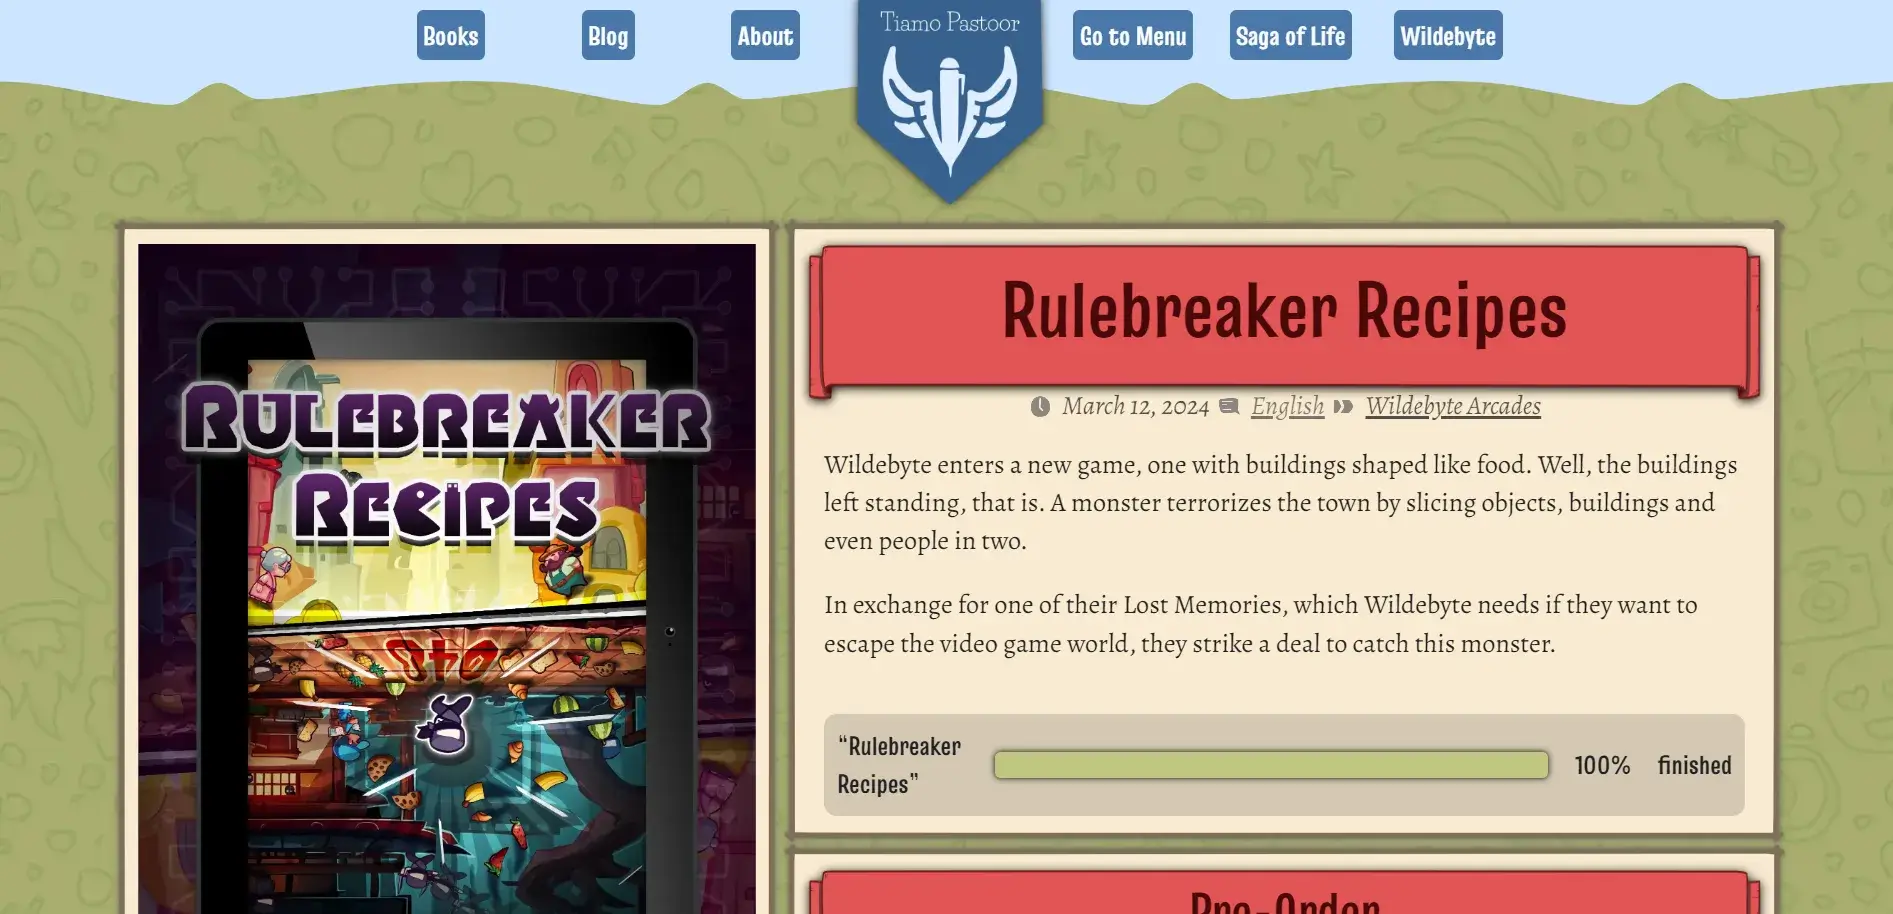 Books
Blog
About
Tiamo Pastoor
Go to Menu
Saga of Life
Wildebyte
RULEBREAKER
RECIPES
Rulebreaker Recipes
March 12, 2024 English Wildebyte Arcades
Wildebyte enters a new game, one with buildings shaped like food. Well, the buildings
left standing, that is. A monster terrorizes the town by slicing objects, buildings and
even people in two.
In exchange for one of their Lost Memories, which Wildebyte needs if they want to
escape the video game world, they strike a deal to catch this monster.
“Rulebreaker
Recipes”
100%
finished
Pre-Order